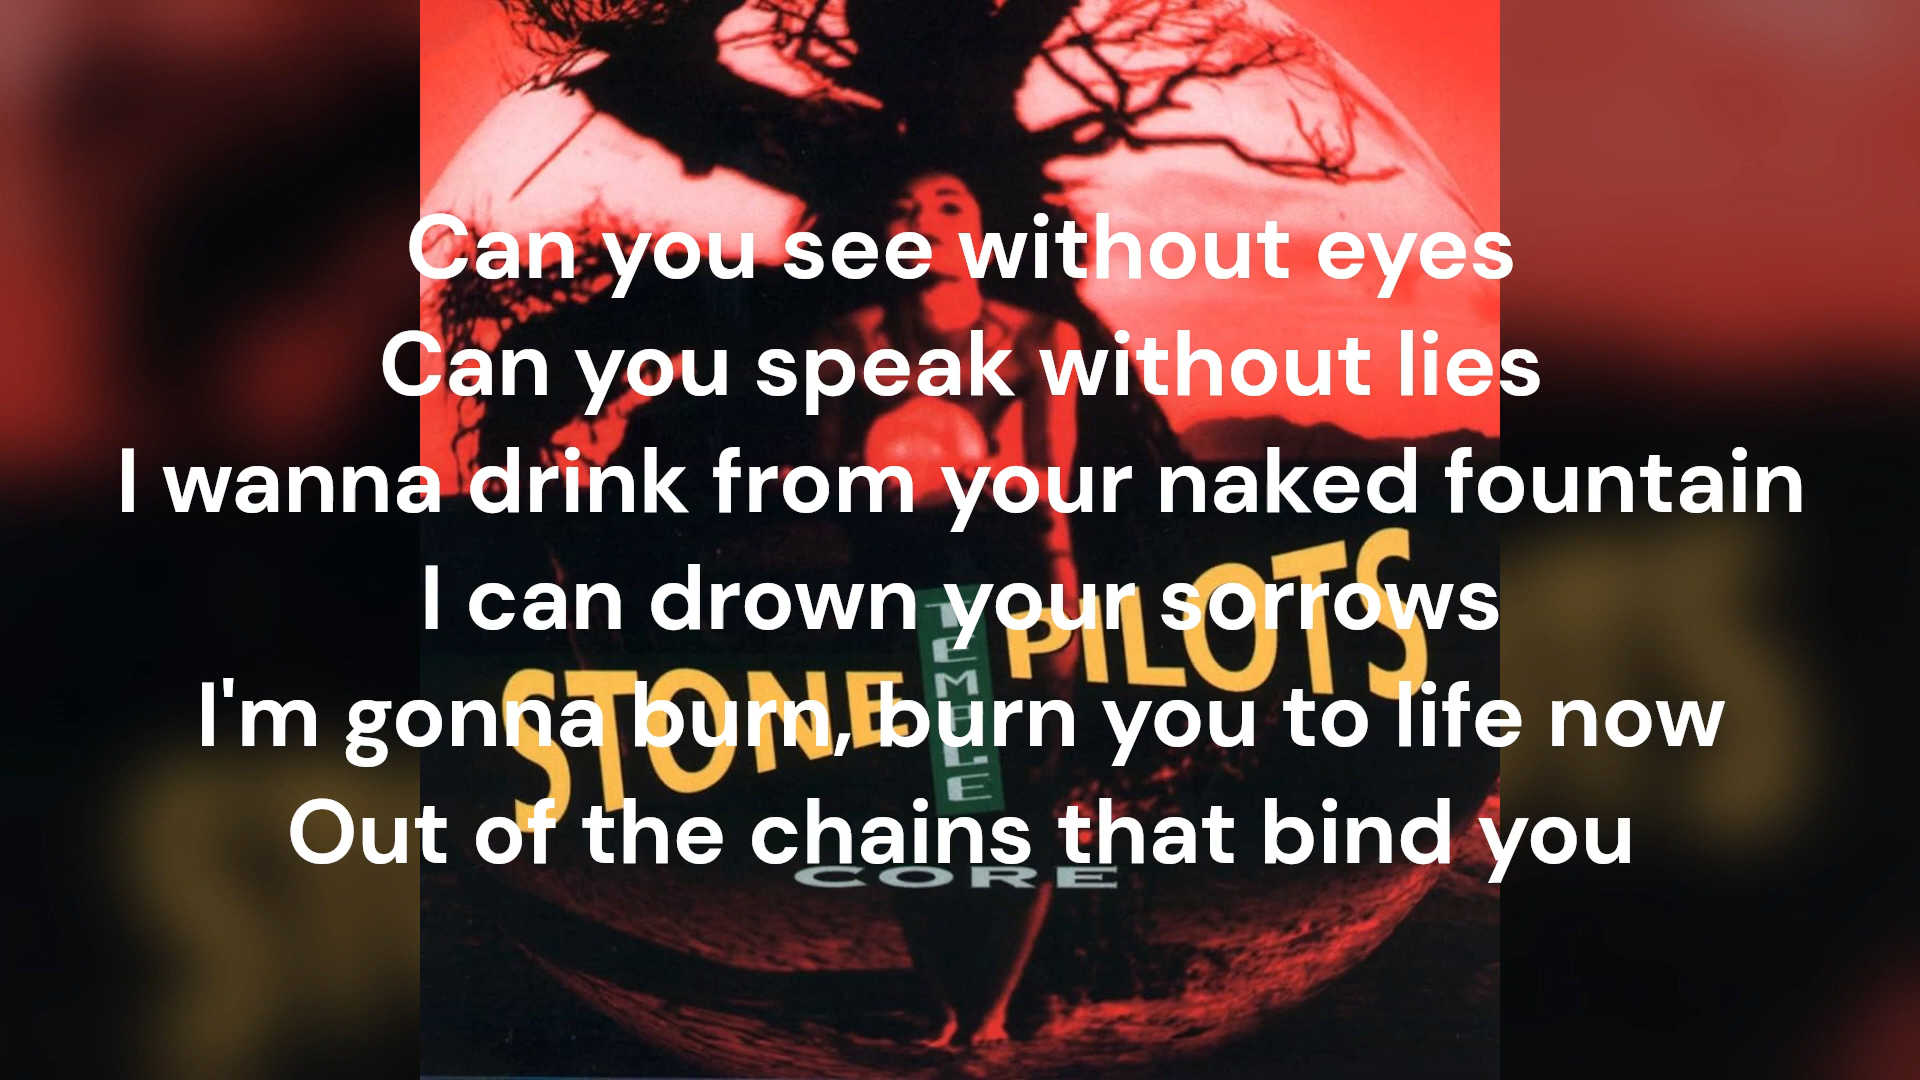 Can you see without eyes
Can you speak without lies
I wanna drink from your naked fountain
I can drown your sorrows
I'm gonna burn, burn you to life now
Out of the chains that bind you
STONE
TEMPLE
PILOTS
CORE